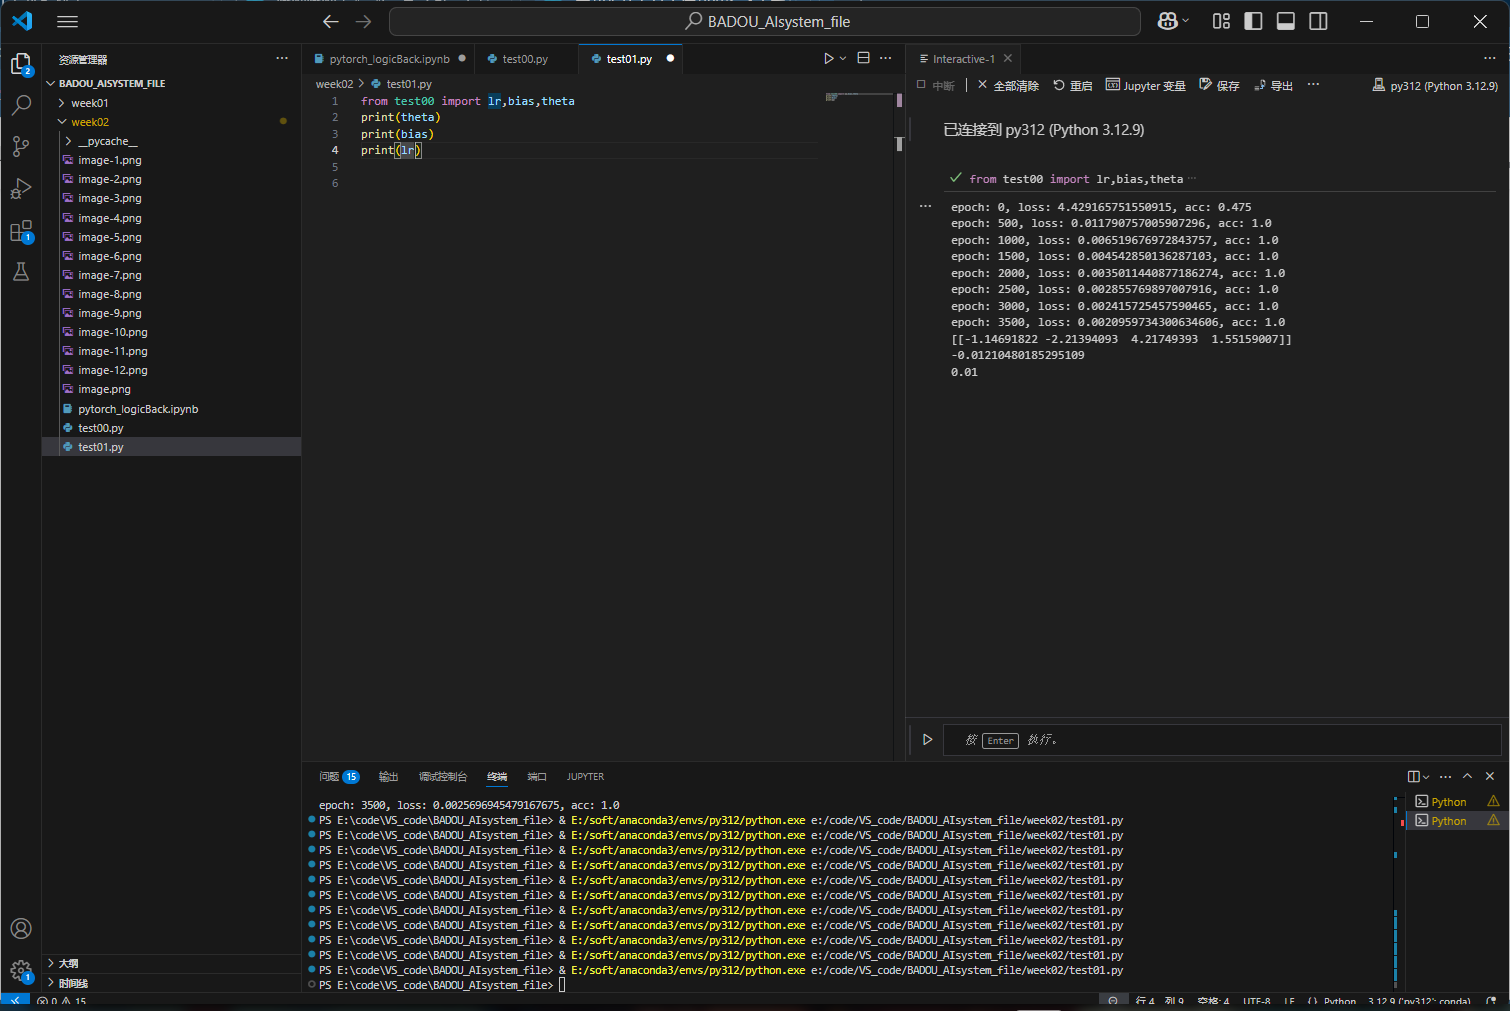 BADOU_AIsystem_file
资源管理器
BADOU_AISYSTEM_FILE
week01
week02
__pycache__
image-1.png
image-2.png
image-3.png
image-4.png
image-5.png
image-6.png
image-7.png
image-8.png
image-9.png
image-10.png
image-11.png
image-12.png
image.png
pytorch_logicBack.ipynb
test00.py
test01.py
大纲
时间线
2
1
1
pytorch_logicBack.ipynb test00.py test01.py
week02 > test01.py
1 from test00 import lr,bias,theta
2 print(theta)
3 print(bias)
4 print(lr)
5
6
Interactive-1
中断 全部清除 重启 Jupyter 变量 保存 导出 py312 (Python 3.12.9)
已连接到 py312 (Python 3.12.9)
from test00 import lr,bias,theta
epoch: 0, loss: 4.429165751550915, acc: 0.475
epoch: 500, loss: 0.011790757005907296, acc: 1.0
epoch: 1000, loss: 0.006519676972843757, acc: 1.0
epoch: 1500, loss: 0.004542850136287103, acc: 1.0
epoch: 2000, loss: 0.0035011440877186274, acc: 1.0
epoch: 2500, loss: 0.002855769897007916, acc: 1.0
epoch: 3000, loss: 0.002415725457590465, acc: 1.0
epoch: 3500, loss: 0.0020959734300634606, acc: 1.0
[[-1.14691822 -2.21394093  4.21749393  1.55159007]]
-0.01210480185295109
0.01
按 Enter 执行。
问题 15 输出 调试控制台 终端 端口 JUPYTER
epoch: 3500, loss: 0.0025696945479167675, acc: 1.0
PS E:\code\VS_code\BADOU_AIsystem_file> & E:/soft/anaconda3/envs/py312/python.exe e:/code/VS_code/BADOU_AIsystem_file/week02/test01.py
PS E:\code\VS_code\BADOU_AIsystem_file> & E:/soft/anaconda3/envs/py312/python.exe e:/code/VS_code/BADOU_AIsystem_file/week02/test01.py
PS E:\code\VS_code\BADOU_AIsystem_file> & E:/soft/anaconda3/envs/py312/python.exe e:/code/VS_code/BADOU_AIsystem_file/week02/test01.py
PS E:\code\VS_code\BADOU_AIsystem_file> & E:/soft/anaconda3/envs/py312/python.exe e:/code/VS_code/BADOU_AIsystem_file/week02/test01.py
PS E:\code\VS_code\BADOU_AIsystem_file> & E:/soft/anaconda3/envs/py312/python.exe e:/code/VS_code/BADOU_AIsystem_file/week02/test01.py
PS E:\code\VS_code\BADOU_AIsystem_file> & E:/soft/anaconda3/envs/py312/python.exe e:/code/VS_code/BADOU_AIsystem_file/week02/test01.py
PS E:\code\VS_code\BADOU_AIsystem_file> & E:/soft/anaconda3/envs/py312/python.exe e:/code/VS_code/BADOU_AIsystem_file/week02/test01.py
PS E:\code\VS_code\BADOU_AIsystem_file> & E:/soft/anaconda3/envs/py312/python.exe e:/code/VS_code/BADOU_AIsystem_file/week02/test01.py
PS E:\code\VS_code\BADOU_AIsystem_file> & E:/soft/anaconda3/envs/py312/python.exe e:/code/VS_code/BADOU_AIsystem_file/week02/test01.py
PS E:\code\VS_code\BADOU_AIsystem_file> & E:/soft/anaconda3/envs/py312/python.exe e:/code/VS_code/BADOU_AIsystem_file/week02/test01.py
PS E:\code\VS_code\BADOU_AIsystem_file> & E:/soft/anaconda3/envs/py312/python.exe e:/code/VS_code/BADOU_AIsystem_file/week02/test01.py
PS E:\code\VS_code\BADOU_AIsystem_file>
Python
Python
0 15 行 4, 列 9 空格: 4 UTF-8 LF {} Python 3.12.9 ('py312': conda)